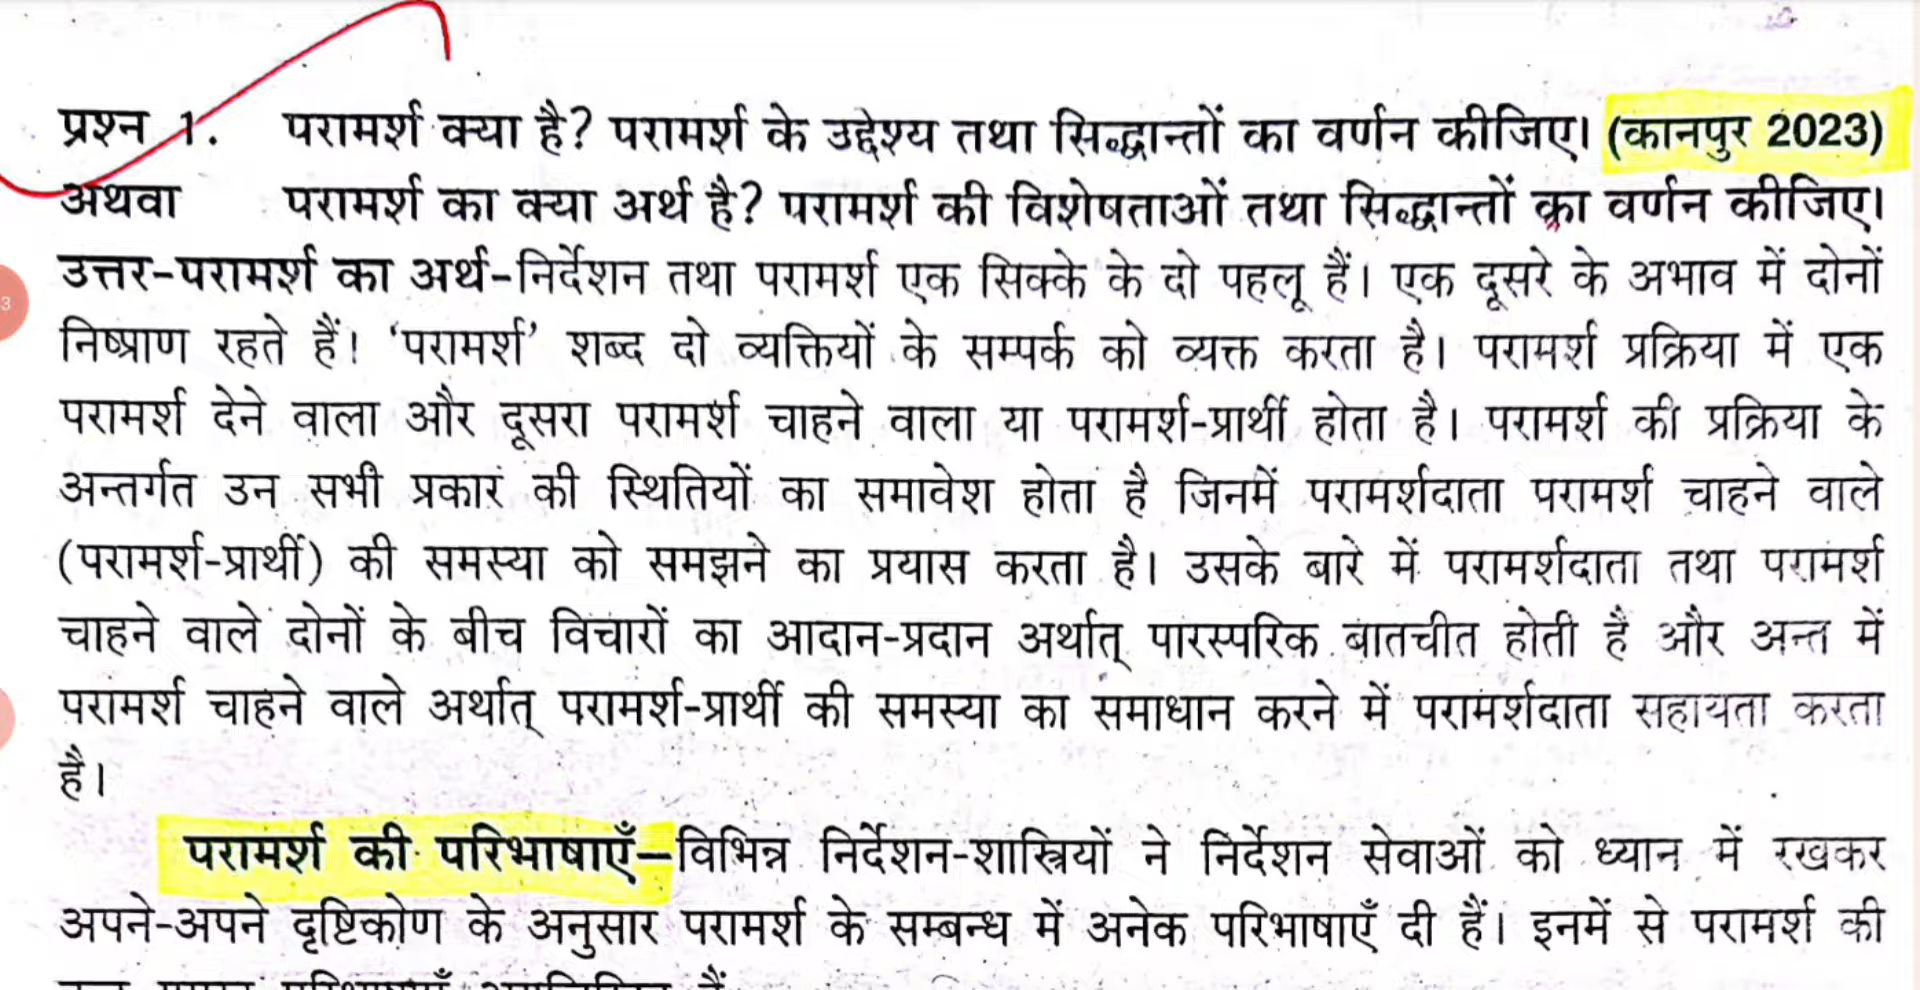 प्रश्न 1. परामर्श क्या है? परामर्श के उद्देश्य तथा सिद्धान्तों का वर्णन कीजिए। (कानपुर 2023)
अथवा परामर्श का क्या अर्थ है? परामर्श की विशेषताओं तथा सिद्धान्तों का वर्णन कीजिए।
उत्तर-परामर्श का अर्थ-निर्देशन तथा परामर्श एक सिक्के के दो पहलू हैं। एक दूसरे के अभाव में दोनों
निष्प्राण रहते हैं। ‘परामर्श’ शब्द दो व्यक्तियों के सम्पर्क को व्यक्त करता है। परामर्श प्रक्रिया में एक
परामर्श देने वाला और दूसरा परामर्श चाहने वाला या परामर्श-प्रार्थी होता है। परामर्श की प्रक्रिया के
अन्तर्गत उन सभी प्रकार की स्थितियों का समावेश होता है जिनमें परामर्शदाता परामर्श चाहने वाले
(परामर्श-प्रार्थी) की समस्या को समझने का प्रयास करता है। उसके बारे में परामर्शदाता तथा परामर्श
चाहने वाले दोनों के बीच विचारों का आदान-प्रदान अर्थात् पारस्परिक बातचीत होती है और अन्त में
परामर्श चाहने वाले अर्थात् परामर्श-प्रार्थी की समस्या का समाधान करने में परामर्शदाता सहायता करता
है।
परामर्श की परिभाषाएँ—विभिन्न निर्देशन-शास्त्रियों ने निर्देशन सेवाओं को ध्यान में रखकर
अपने-अपने दृष्टिकोण के अनुसार परामर्श के सम्बन्ध में अनेक परिभाषाएँ दी हैं। इनमें से परामर्श की